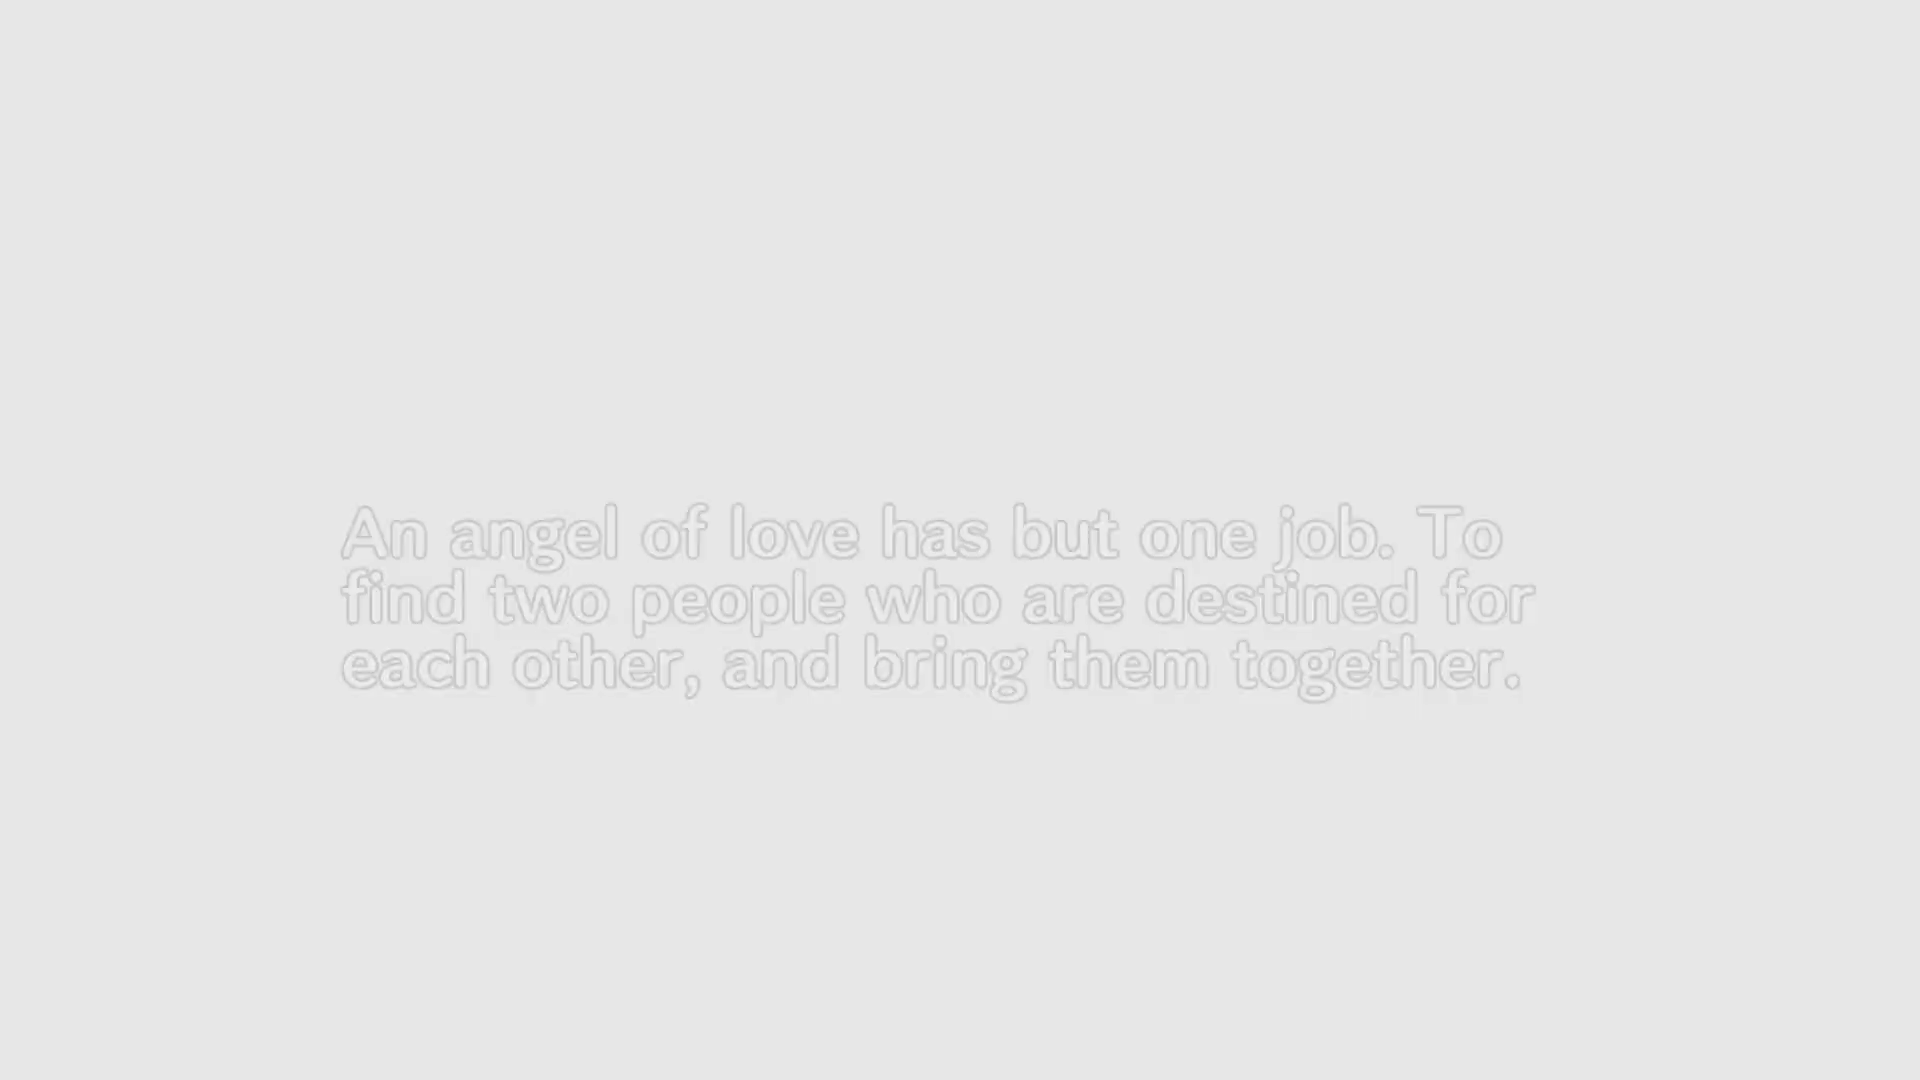 An angel of love has but one job. To
find two people who are destined for
each other, and bring them together.